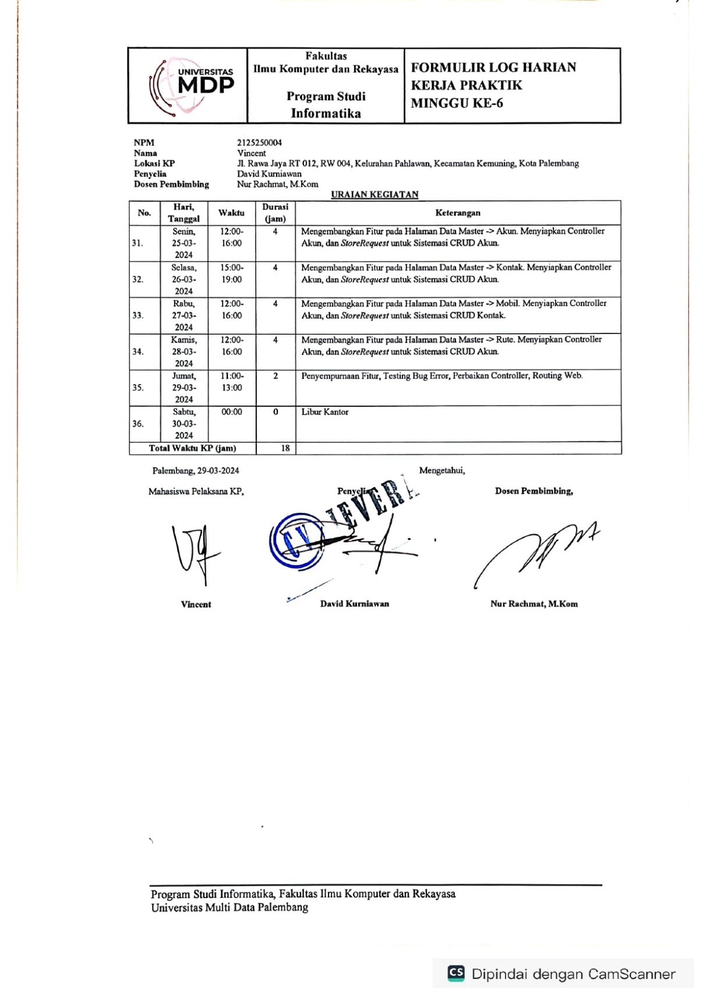 UNIVERSITAS
MDP
Fakultas
Ilmu Komputer dan Rekayasa
Program Studi
Informatika
FORMULIR LOG HARIAN
KERJA PRAKTIK
MINGGU KE-6
NPM 2125250004
Nama Vincent
Lokasi KP Jl. Rawa Jaya RT 012, RW 004, Kelurahan Pahlawan, Kecamatan Kemuning, Kota Palembang
Penyelia David Kurniawan
Dosen Pembimbing Nur Rachmat, M.Kom
URAIAN KEGIATAN
No. Hari, Tanggal Waktu Durasi (jam) Keterangan
31. Senin, 25-03-2024 12:00-16:00 4 Mengembangkan Fitur pada Halaman Data Master -> Akun. Menyiapkan Controller
Akun, dan StoreRequest untuk Sistemasi CRUD Akun.
32. Selasa, 26-03-2024 15:00-19:00 4 Mengembangkan Fitur pada Halaman Data Master -> Kontak. Menyiapkan Controller
Akun, dan StoreRequest untuk Sistemasi CRUD Akun.
33. Rabu, 27-03-2024 12:00-16:00 4 Mengembangkan Fitur pada Halaman Data Master -> Mobil. Menyiapkan Controller
Akun, dan StoreRequest untuk Sistemasi CRUD Kontak.
34. Kamis, 28-03-2024 12:00-16:00 4 Mengembangkan Fitur pada Halaman Data Master -> Rute. Menyiapkan Controller
Akun, dan StoreRequest untuk Sistemasi CRUD Akun.
35. Jumat, 29-03-2024 11:00-13:00 2 Penyempurnaan Fitur, Testing Bug Error, Perbaikan Controller, Routing Web.
36. Sabtu, 30-03-2024 00:00 0 Libur Kantor
Total Waktu KP (jam) 18
Palembang, 29-03-2024 Mengetahui,
Mahasiswa Pelaksana KP, Penyelia Dosen Pembimbing,
CV
Vincent David Kurniawan Nur Rachmat, M.Kom
Program Studi Informatika, Fakultas Ilmu Komputer dan Rekayasa
Universitas Multi Data Palembang
CS Dipindai dengan CamScanner